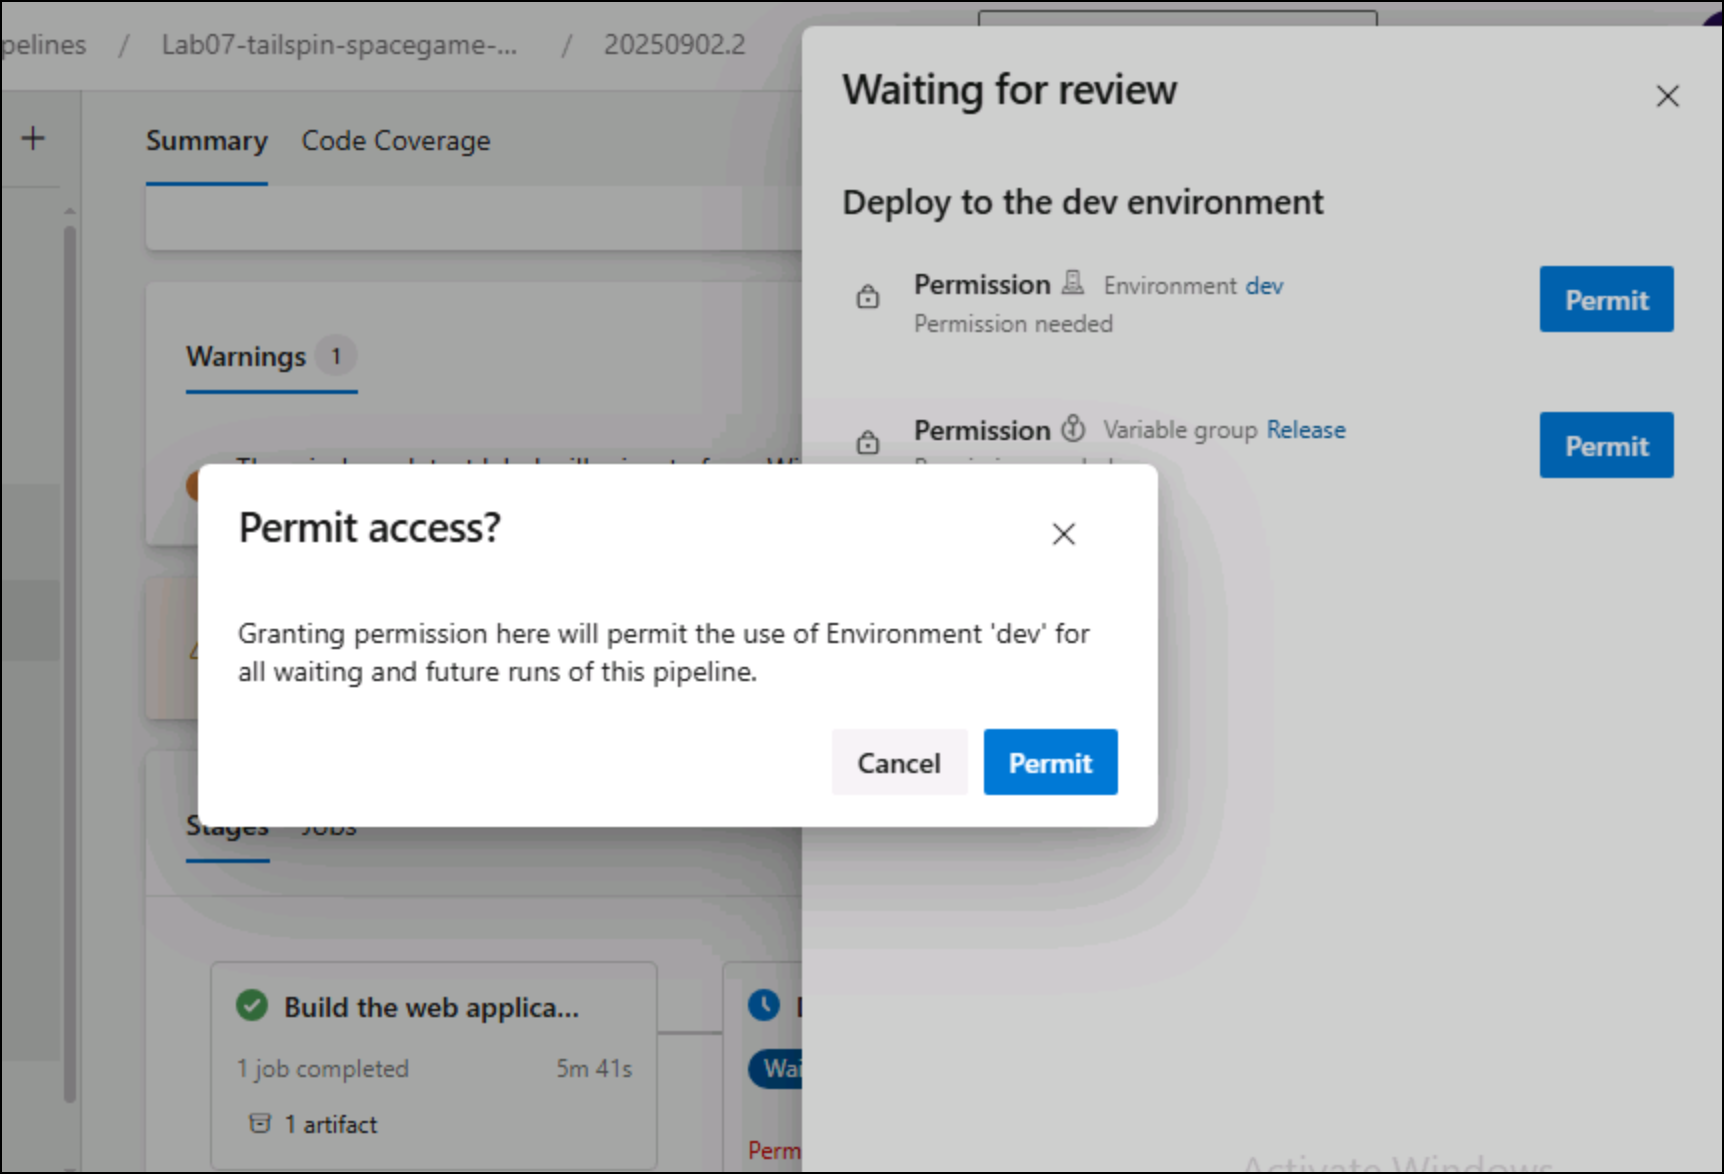 pelines / Lab07-tailspin-spacegame-... / 20250902.2
Summary Code Coverage
Warnings 1
Stages Jobs
Build the web applica...
1 job completed 5m 41s
1 artifact
Wai
Perm
Waiting for review
Deploy to the dev environment
Permission Environment dev
Permission needed
Permit
Permission Variable group Release
Permit
Permit access?
Granting permission here will permit the use of Environment 'dev' for
all waiting and future runs of this pipeline.
Cancel Permit
Activate Windows